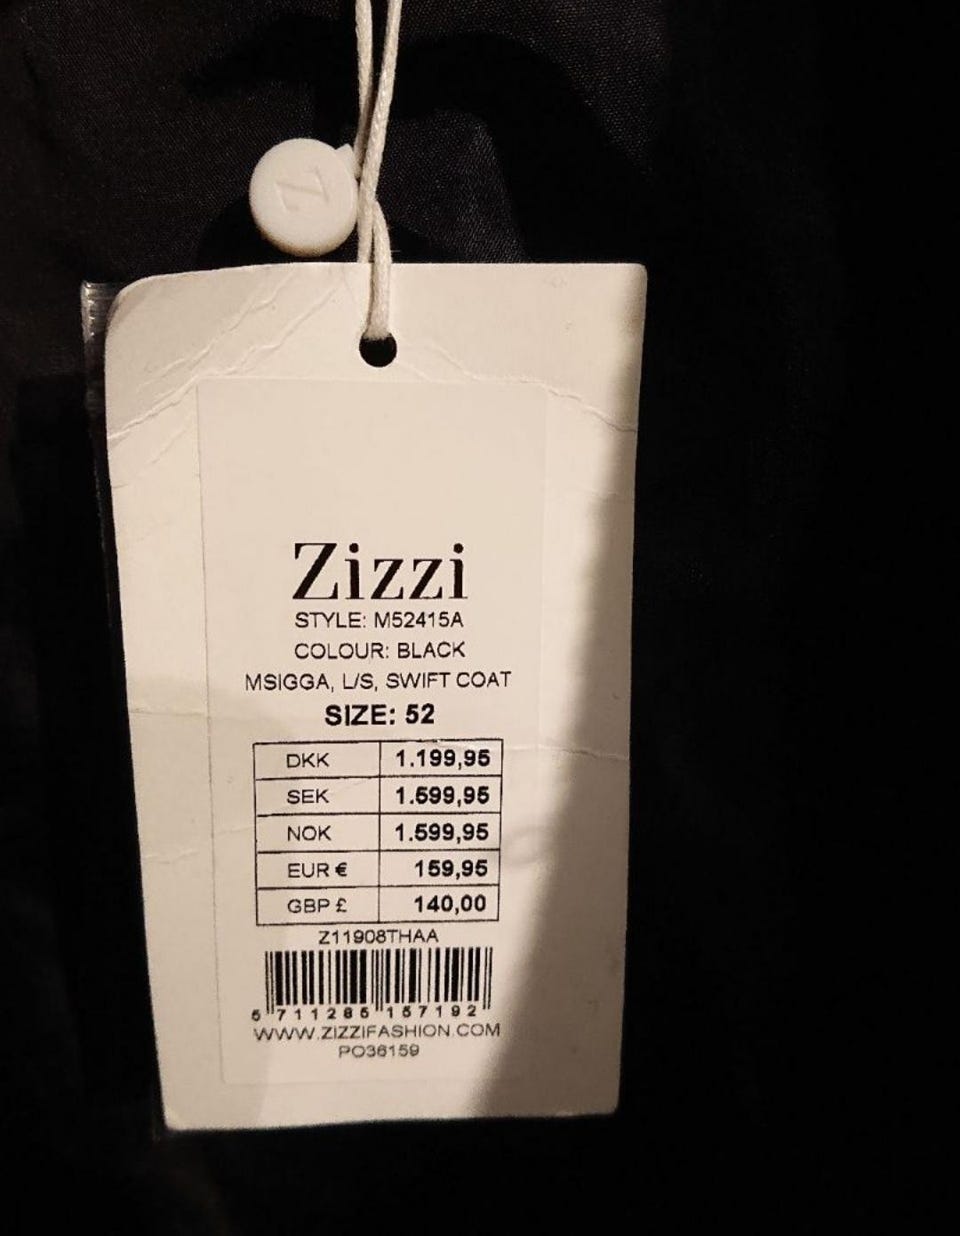 Z
Zizzi
STYLE: M52415A
COLOUR: BLACK
MSIGGA, L/S, SWIFT COAT
SIZE: 52
DKK 1.199,95
SEK 1.599,95
NOK 1.599,95
EUR € 159,95
GBP £ 140,00
Z11908THAA
5 711285 157192
WWW.ZIZZIFASHION.COM
PO36159